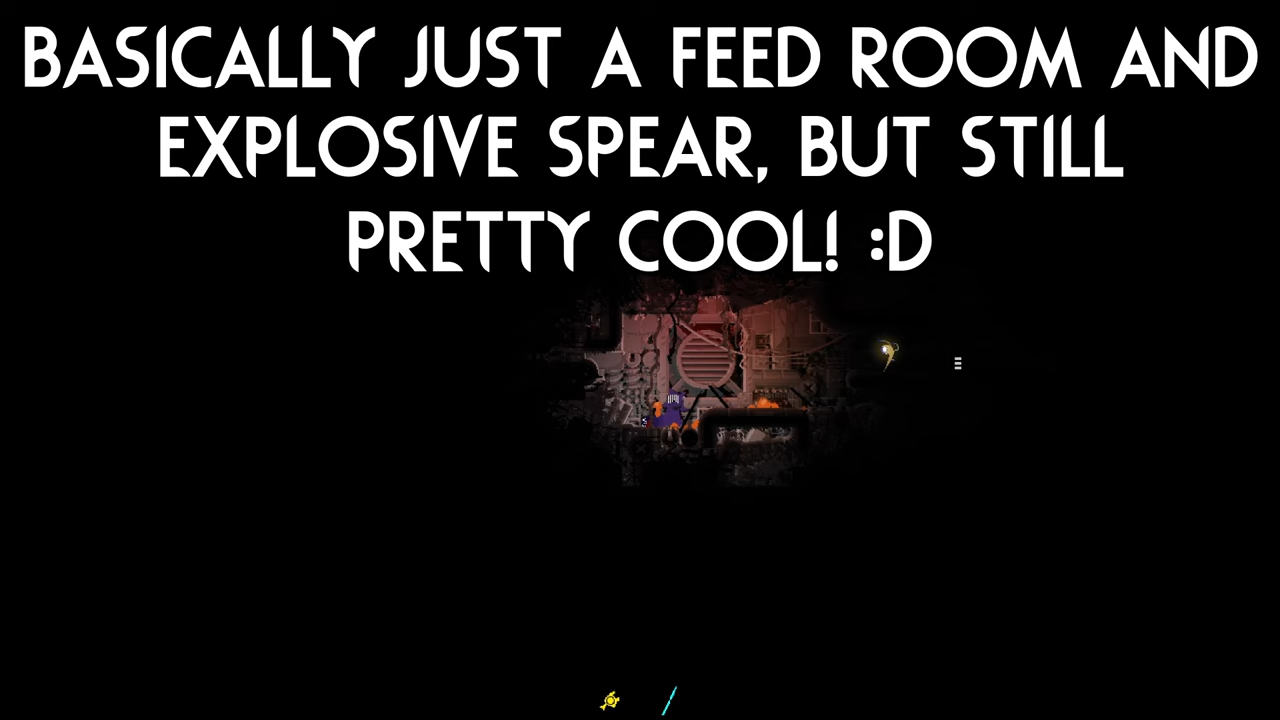 BASICALLY JUST A FEED ROOM AND
EXPLOSIVE SPEAR, BUT STILL
PRETTY COOL! :D